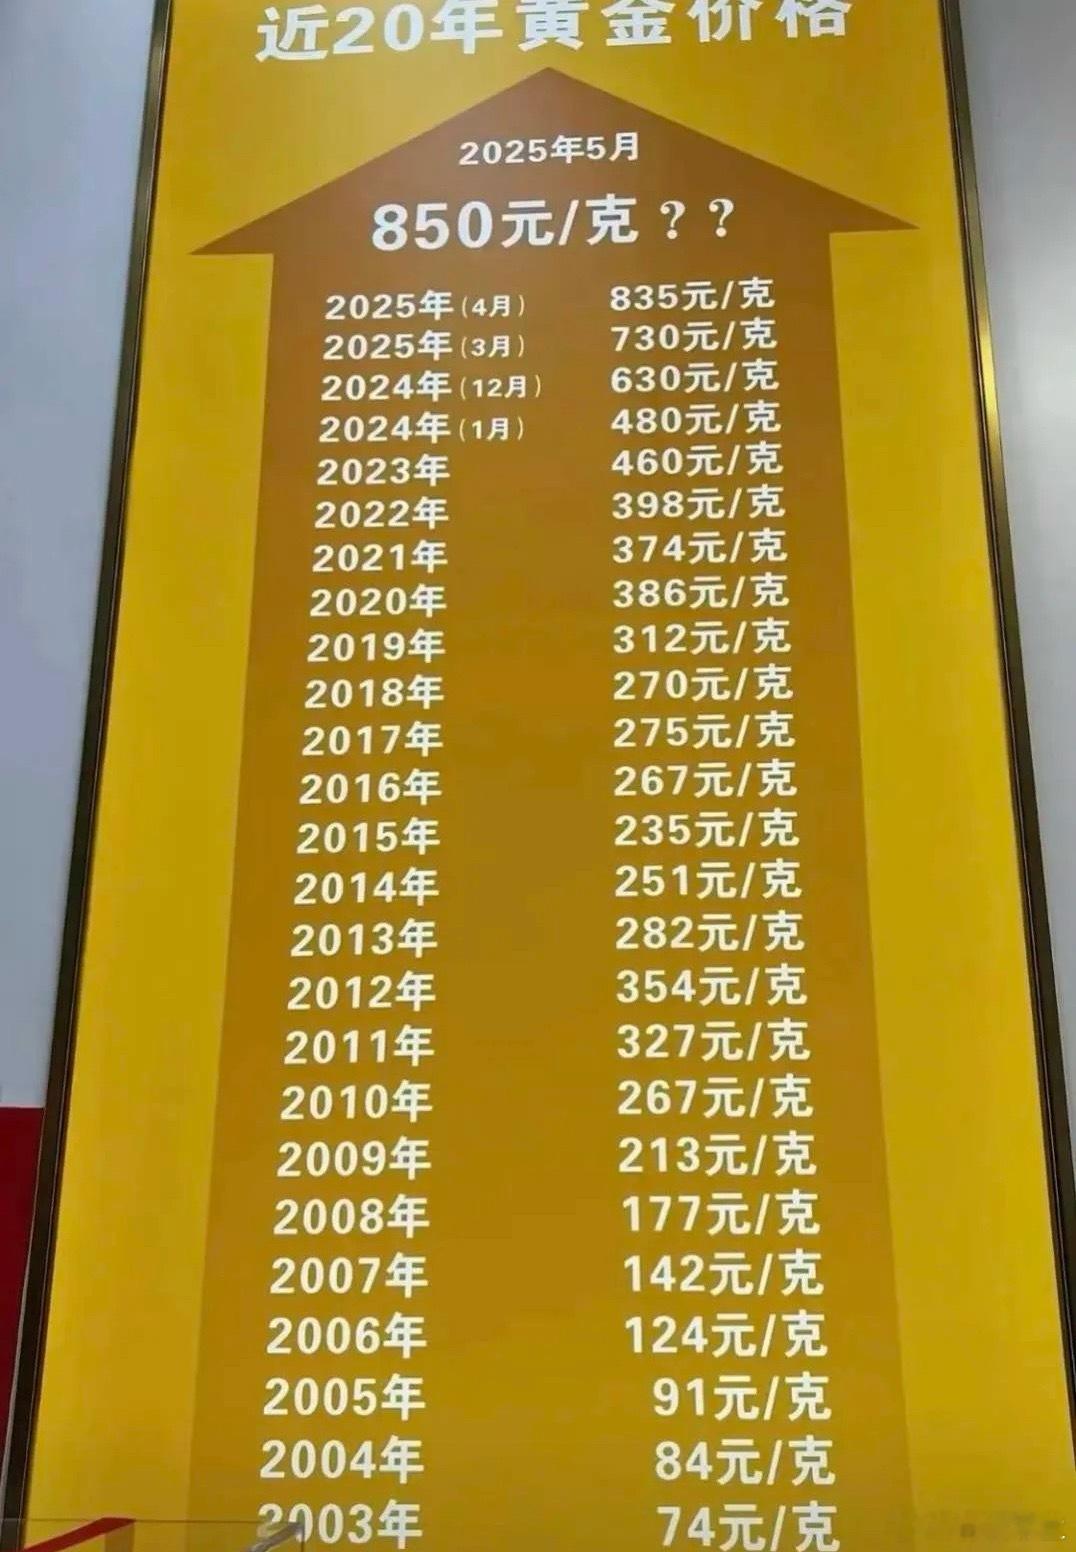 近20年黄金价格
2025年5月
850元/克？？
2025年（4月） 835元/克
2025年（3月） 730元/克
2024年（12月） 630元/克
2024年（1月） 480元/克
2023年 460元/克
2022年 398元/克
2021年 374元/克
2020年 386元/克
2019年 312元/克
2018年 270元/克
2017年 275元/克
2016年 267元/克
2015年 235元/克
2014年 251元/克
2013年 282元/克
2012年 354元/克
2011年 327元/克
2010年 267元/克
2009年 213元/克
2008年 177元/克
2007年 142元/克
2006年 124元/克
2005年 91元/克
2004年 84元/克
2003年 74元/克